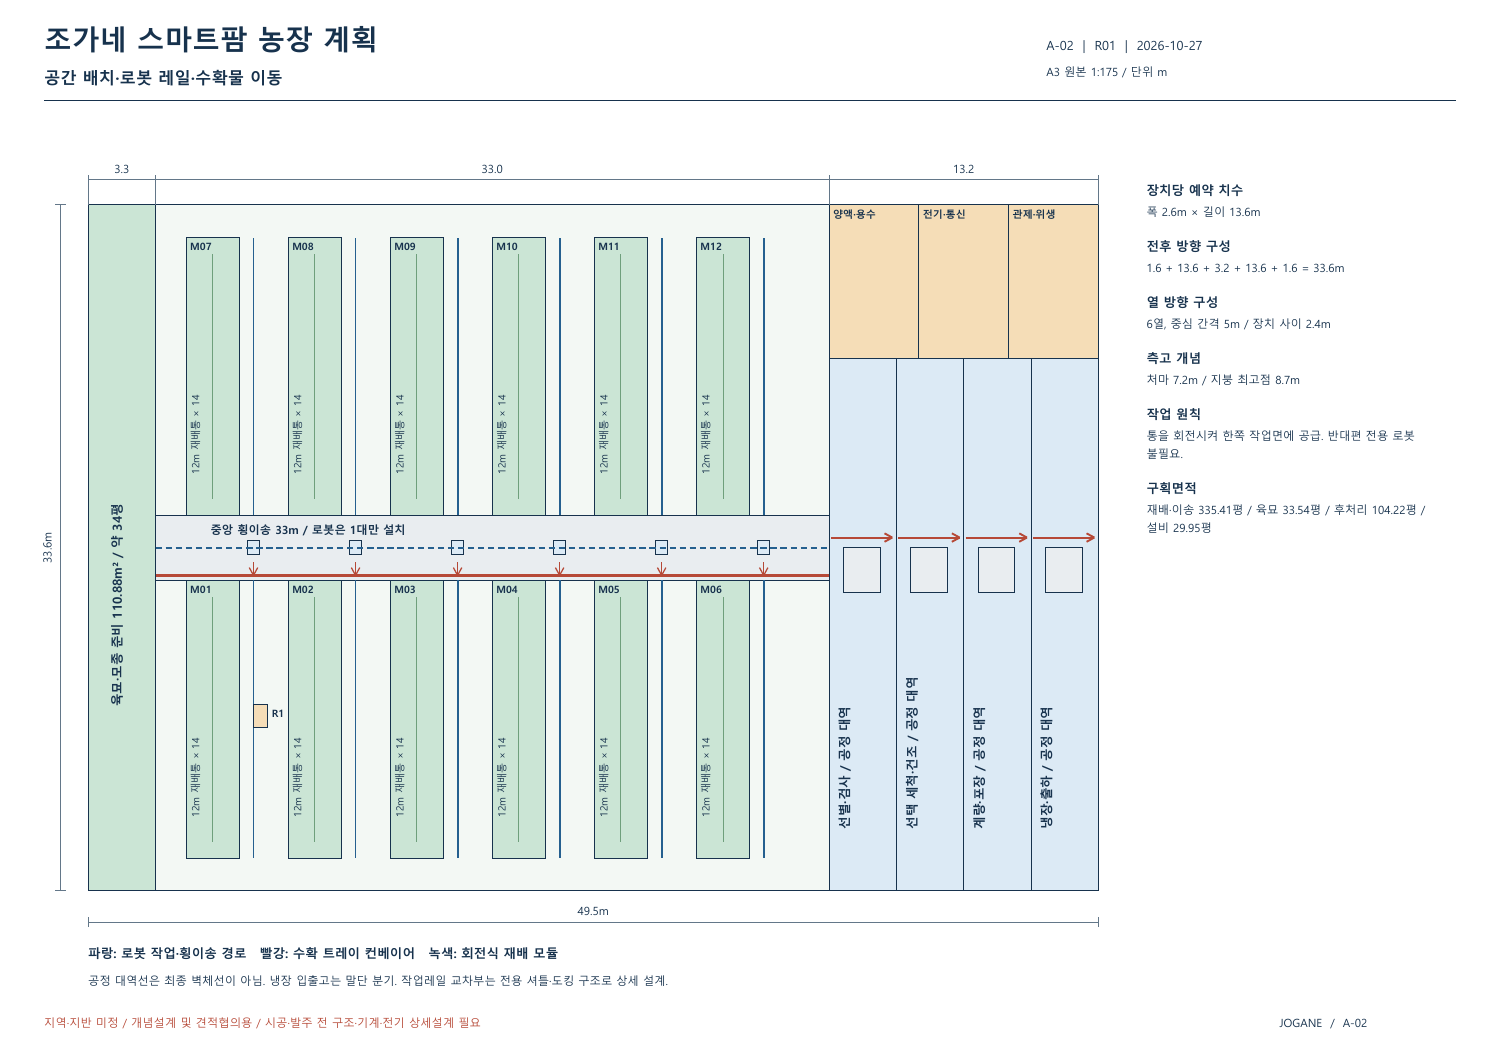 조가네 스마트팜 농장 계획
공간 배치·로봇 레일·수확물 이동
A-02 | R01 | 2026-10-27
A3 원본 1:175 / 단위 m
3.3
33.0
13.2
양액·용수
전기·통신
관제·위생
M07
M08
M09
M10
M11
M12
12m 재배통 × 14
12m 재배통 × 14
12m 재배통 × 14
12m 재배통 × 14
12m 재배통 × 14
12m 재배통 × 14
33.6m
육묘·모종 준비 110.88m² / 약 34평
중앙 횡이송 33m / 로봇은 1대만 설치
M01
M02
M03
M04
M05
M06
R1
12m 재배통 × 14
12m 재배통 × 14
12m 재배통 × 14
12m 재배통 × 14
12m 재배통 × 14
12m 재배통 × 14
선별·검사 / 공정 대역
선택 세척·건조 / 공정 대역
계량·포장 / 공정 대역
냉장·출하 / 공정 대역
49.5m
장치당 예약 치수
폭 2.6m × 길이 13.6m
전후 방향 구성
1.6 + 13.6 + 3.2 + 13.6 + 1.6 = 33.6m
열 방향 구성
6열, 중심 간격 5m / 장치 사이 2.4m
측고 개념
처마 7.2m / 지붕 최고점 8.7m
작업 원칙
통을 회전시켜 한쪽 작업면에 공급. 반대편 전용 로봇
불필요.
구획면적
재배·이송 335.41평 / 육묘 33.54평 / 후처리 104.22평 /
설비 29.95평
파랑: 로봇 작업·횡이송 경로 빨강: 수확 트레이 컨베이어 녹색: 회전식 재배 모듈
공정 대역선은 최종 벽체선이 아님. 냉장 입출고는 말단 분기. 작업레일 교차부는 전용 셔틀·도킹 구조로 상세 설계.
지역·지반 미정 / 개념설계 및 견적협의용 / 시공·발주 전 구조·기계·전기 상세설계 필요
JOGANE / A-02